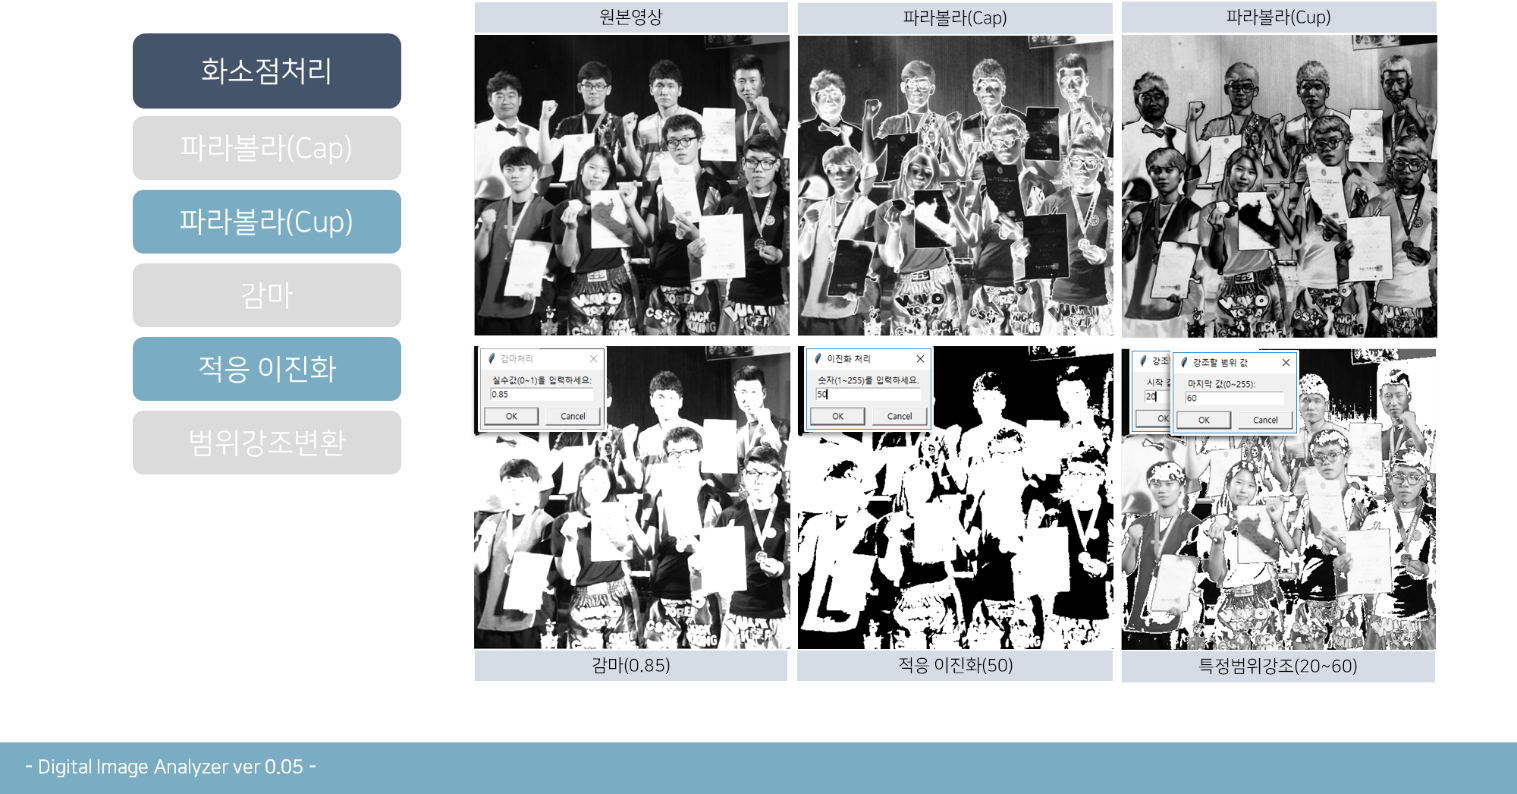 화소점처리
파라볼라(Cap)
파라볼라(Cup)
감마
적응 이진화
범위강조변환
원본영상
파라볼라(Cap)
파라볼라(Cup)
감마처리
실수값(0~1)을 입력하세요:
0.85
OK
Cancel
이진화 처리
숫자(1~255)를 입력하세요.
50
OK
Cancel
강조
시작
20
OK
강조할 범위 값
마지막 값(0~255):
60
OK
Cancel
감마(0.85)
적응 이진화(50)
특정범위강조(20~60)
- Digital Image Analyzer ver 0.05 -